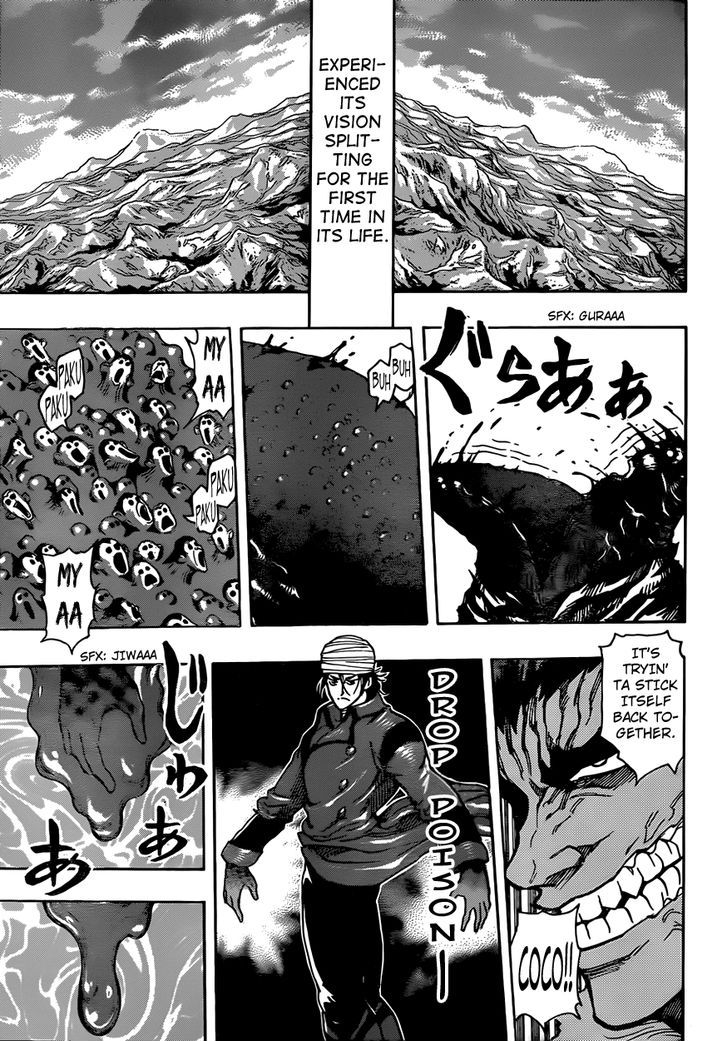 EXPERI-
ENCED
ITS
VISION
SPLIT-
TING
FOR THE
FIRST
TIME IN
ITS LIFE.
SFX: GURAAA
ぐらあぁ
BUH
BUH
MY
AA
PAKU
PAKU
PAKU
PAKU
MY
AA
IT'S
TRYIN'
TA STICK
ITSELF
BACK TO-
GETHER.
COCO!!
DROP POISON—
SFX: JIWAAA
じゅわぁあ